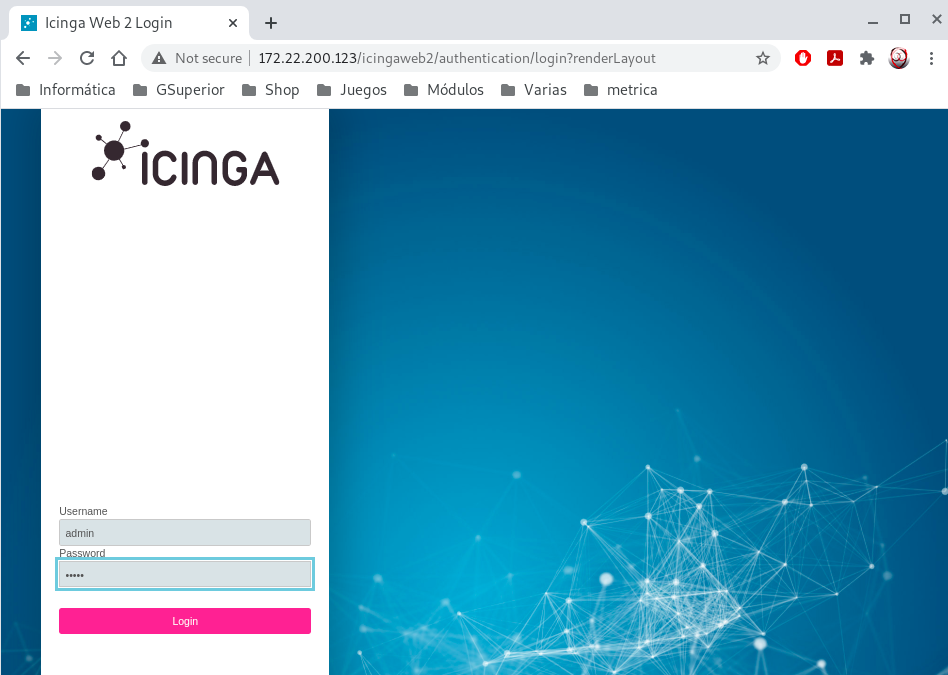 Icinga Web 2 Login
Not secure 172.22.200.123/icingaweb2/authentication/login?renderLayout
Informática GSuperior Shop Juegos Módulos Varias metrica
ICINGA
Username
admin
Password
•••••
Login